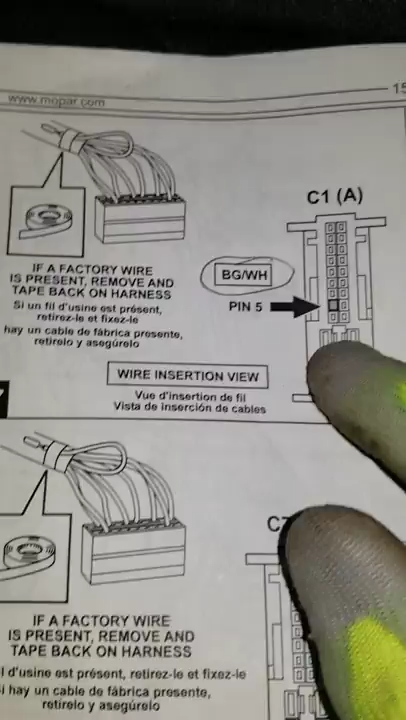 www.mopar.com
15
C1 (A)
IF A FACTORY WIRE
IS PRESENT, REMOVE AND
TAPE BACK ON HARNESS
Si un fil d'usine est présent,
retirez-le et fixez-le
hay un cable de fábrica presente,
retírelo y asegúrelo
BG/WH
PIN 5
WIRE INSERTION VIEW
Vue d'insertion de fil
Vista de inserción de cables
IF A FACTORY WIRE
IS PRESENT, REMOVE AND
TAPE BACK ON HARNESS
l d'usine est présent, retirez-le et fixez-le
i hay un cable de fábrica presente,
retírelo y asegúrelo